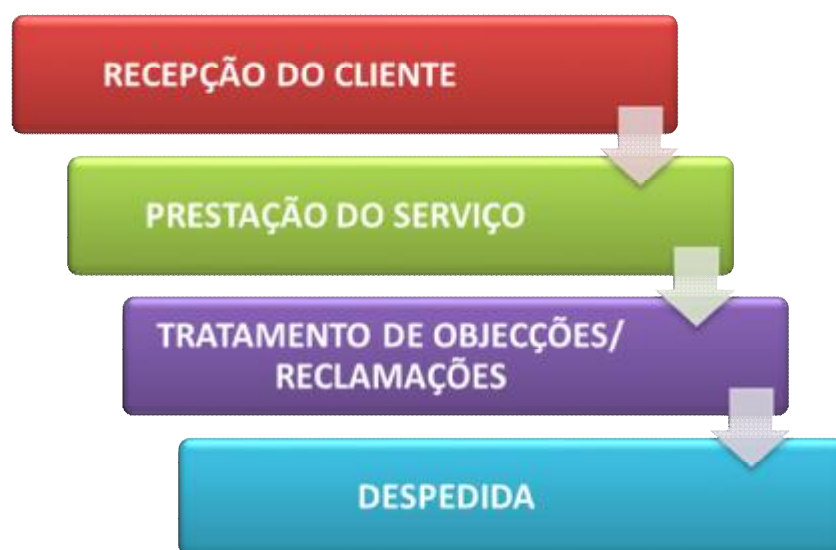 RECEPÇÃO DO CLIENTE
PRESTAÇÃO DO SERVIÇO
TRATAMENTO DE OBJECÇÕES/
RECLAMAÇÕES
DESPEDIDA